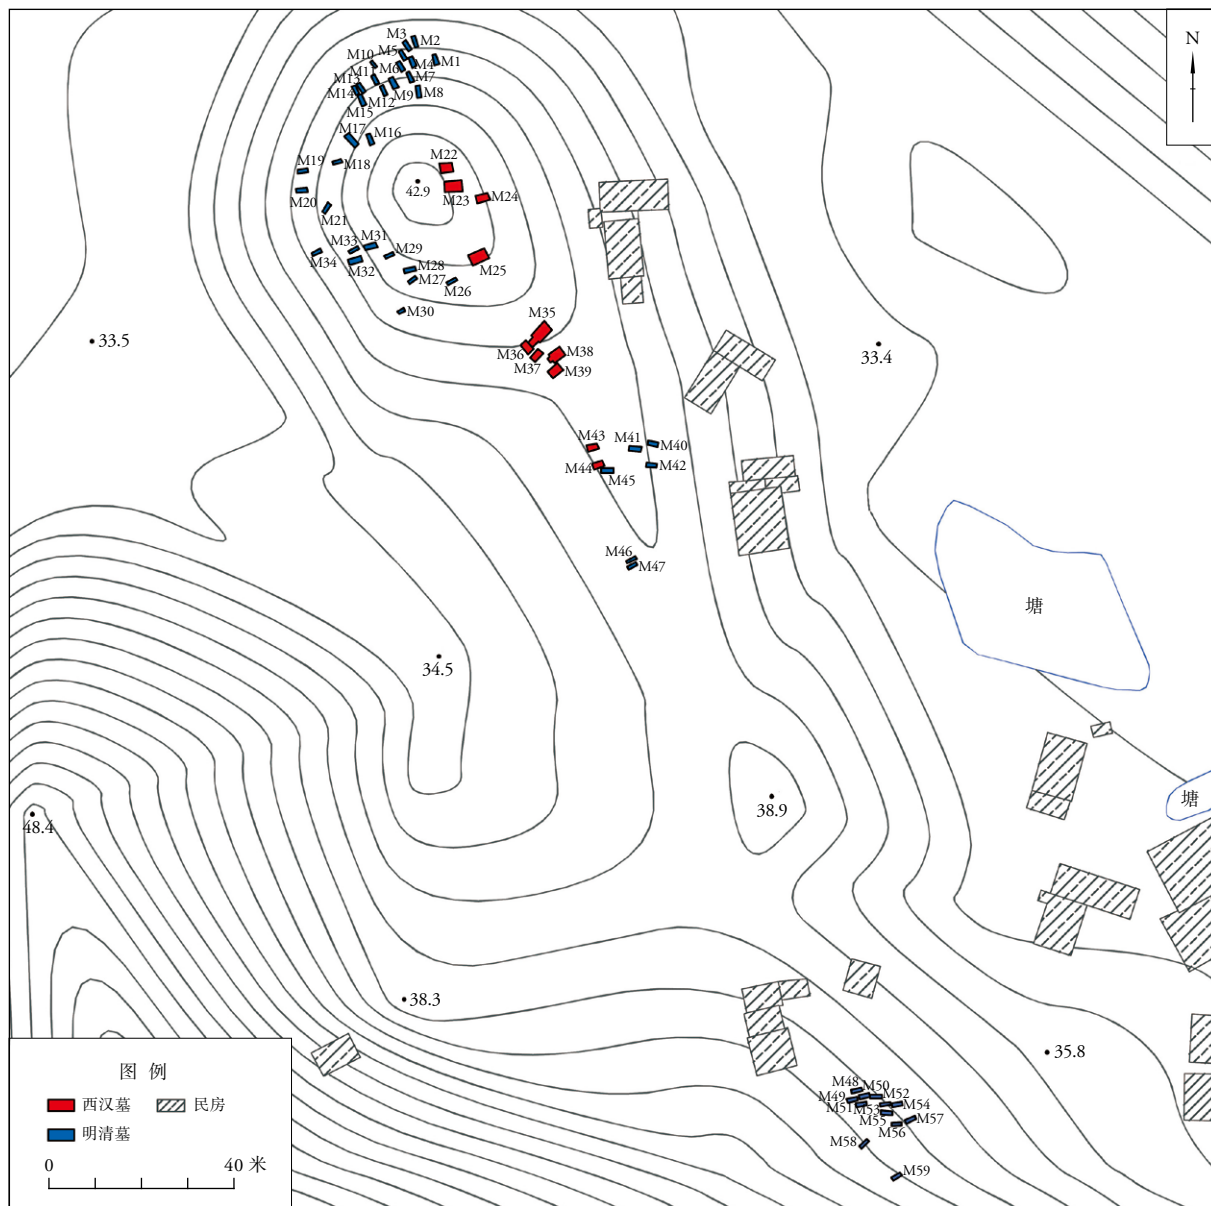 N
M3
M2
M5
M10
M4
M1
M11
M6
M7
M13
M14
M12
M9
M8
M15
M17
M16
M22
M19
M18
42.9
M23
M24
M20
M21
M33
M31
M29
M34
M32
M28
M25
M27
M26
M30
M35
33.5
M36
M38
33.4
M37
M39
M43
M41
M40
M44
M45
M42
M46
M47
塘
34.5
38.9
塘
48.4
38.3
35.8
M48
M50
M49
M52
M51
M53
M54
M55
M57
M56
M58
M59
图 例
西汉墓
民房
明清墓
0
40 米